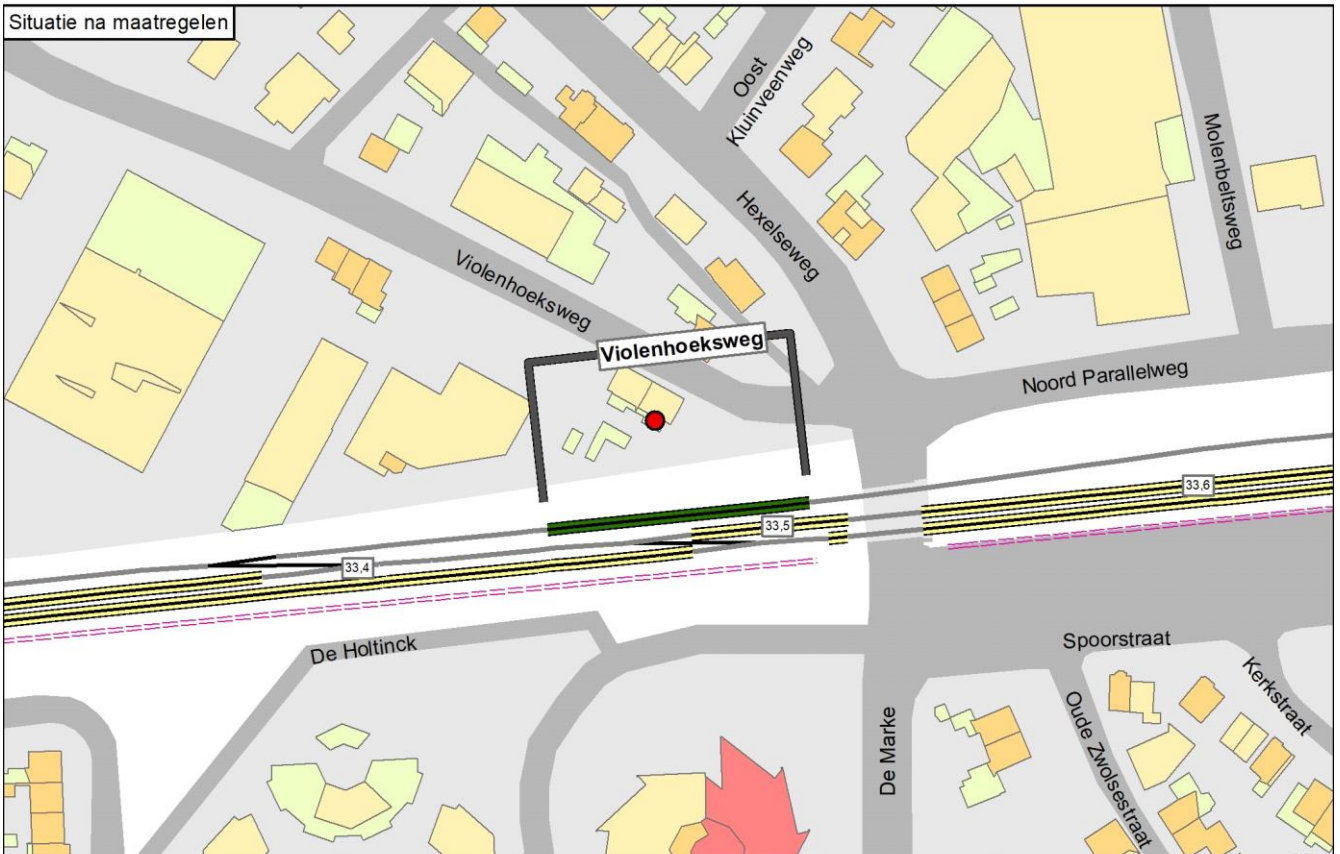 Situatie na maatregelen
Oost
Kluinveenweg
Molenbeltsweg
Hexelseweg
Violenhoeksweg
Violenhoeksweg
Noord Parallelweg
33,6
33,5
33,4
De Holtinck
Spoorstraat
Kerkstraat
Oude Zwolsestraat
De Marke